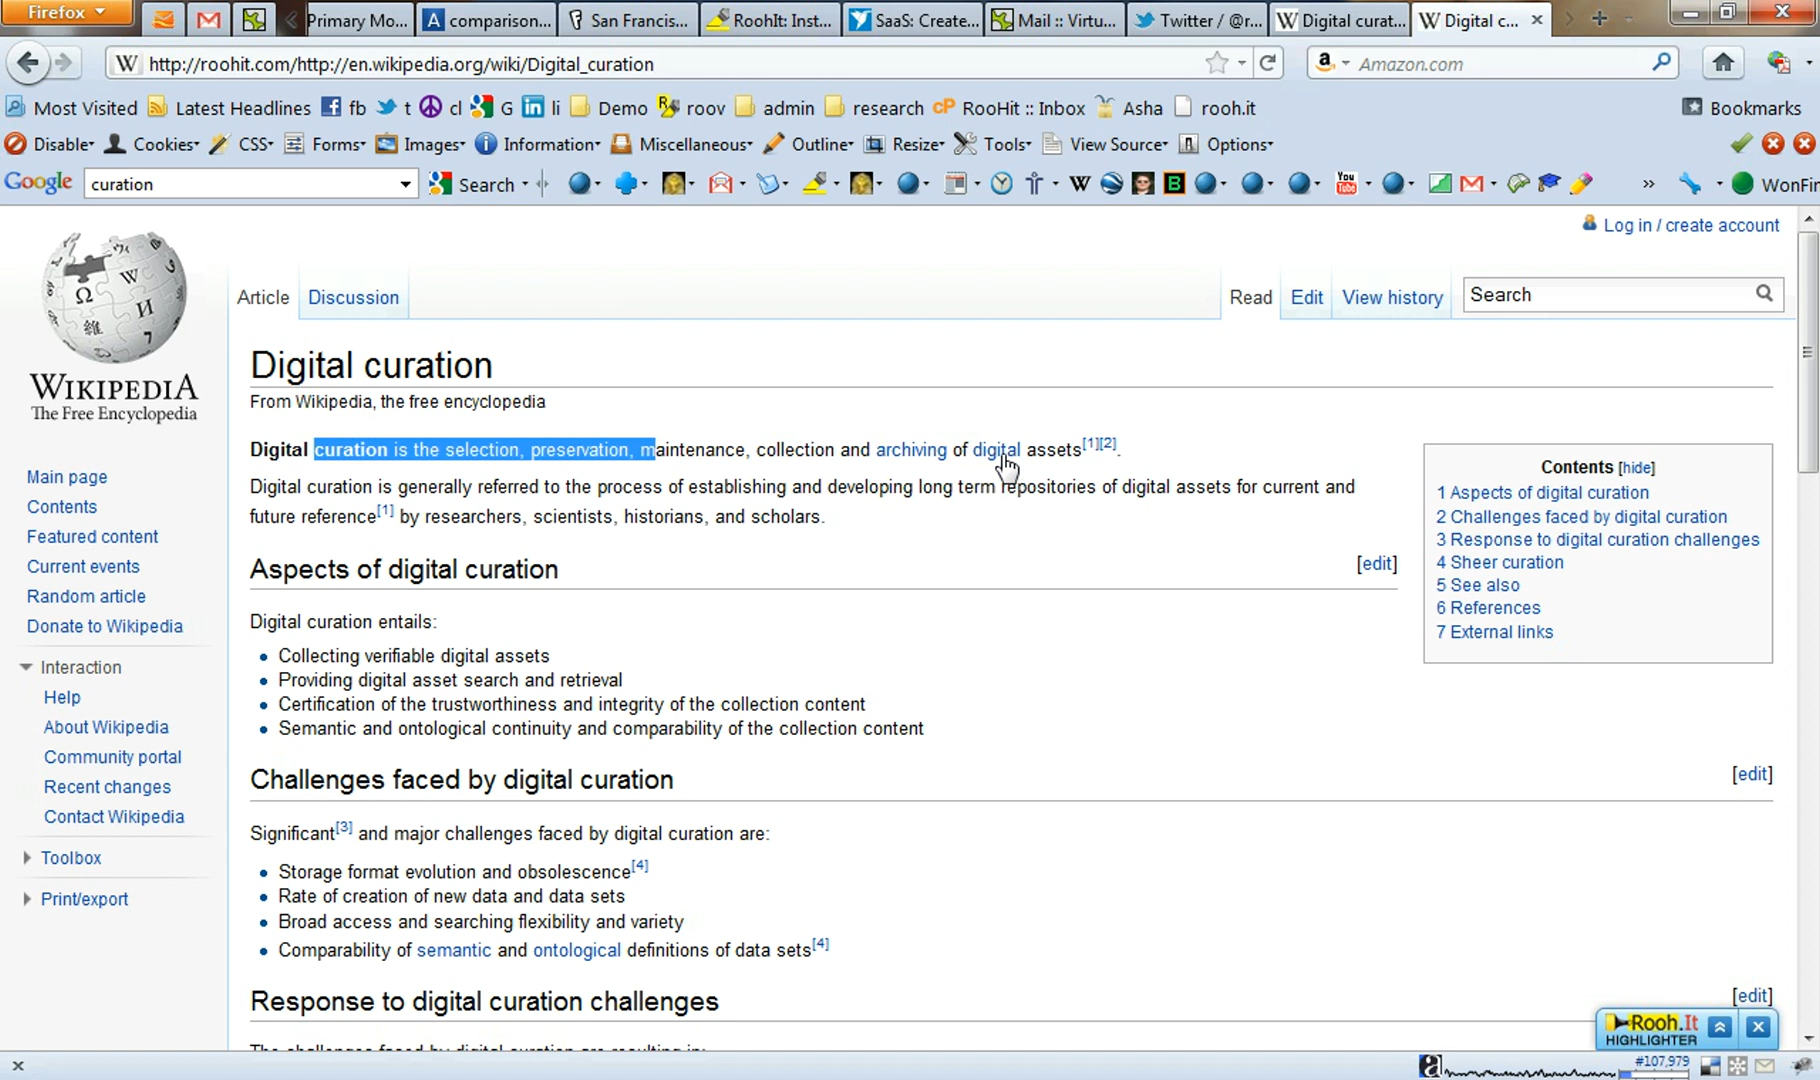 Firefox
Primary Mo...
comparison...
San Francis...
RoohIt: Inst...
SaaS: Create...
Mail :: Virtu...
Twitter / @r...
Digital curat...
Digital c...
http://roohit.com/http://en.wikipedia.org/wiki/Digital_curation
Amazon.com
Most Visited Latest Headlines fb t cl G li Demo roov admin research RooHit :: Inbox Asha rooh.it Bookmarks
Disable Cookies CSS Forms Images Information Miscellaneous Outline Resize Tools View Source Options
Google curation Search » WonFin
Log in / create account
Article Discussion Read Edit View history Search
WIKIPEDIA
The Free Encyclopedia
Main page
Contents
Featured content
Current events
Random article
Donate to Wikipedia
Interaction
Help
About Wikipedia
Community portal
Recent changes
Contact Wikipedia
Toolbox
Print/export
Digital curation
From Wikipedia, the free encyclopedia
Digital curation is the selection, preservation, maintenance, collection and archiving of digital assets[1][2].
Digital curation is generally referred to the process of establishing and developing long term repositories of digital assets for current and
future reference[1] by researchers, scientists, historians, and scholars.
Contents [hide]
1 Aspects of digital curation
2 Challenges faced by digital curation
3 Response to digital curation challenges
4 Sheer curation
5 See also
6 References
7 External links
Aspects of digital curation [edit]
Digital curation entails:
Collecting verifiable digital assets
Providing digital asset search and retrieval
Certification of the trustworthiness and integrity of the collection content
Semantic and ontological continuity and comparability of the collection content
Challenges faced by digital curation [edit]
Significant[3] and major challenges faced by digital curation are:
Storage format evolution and obsolescence[4]
Rate of creation of new data and data sets
Broad access and searching flexibility and variety
Comparability of semantic and ontological definitions of data sets[4]
Response to digital curation challenges [edit]
The challenges faced by digital curation are resulting in:
Rooh.It
HIGHLIGHTER
#107,979